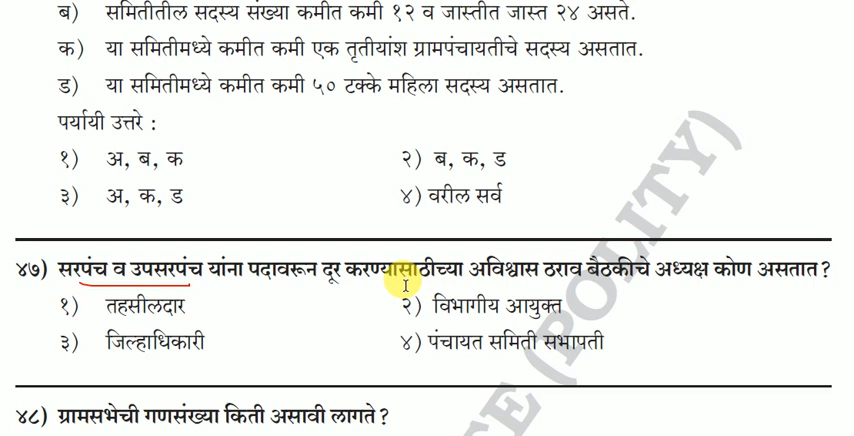 ब) समितीतील सदस्य संख्या कमीत कमी १२ व जास्तीत जास्त २४ असते.
क) या समितीमध्ये कमीत कमी एक तृतीयांश ग्रामपंचायतीचे सदस्य असतात.
ड) या समितीमध्ये कमीत कमी ५० टक्के महिला सदस्य असतात.
पर्यायी उत्तरे :
१) अ, ब, क २) ब, क, ड
३) अ, क, ड ४) वरील सर्व
४७) सरपंच व उपसरपंच यांना पदावरून दूर करण्यासाठीच्या अविश्वास ठराव बैठकीचे अध्यक्ष कोण असतात ?
१) तहसीलदार २) विभागीय आयुक्त
३) जिल्हाधिकारी ४) पंचायत समिती सभापती
४८) ग्रामसभेची गणसंख्या किती असावी लागते ?
(POLITY)